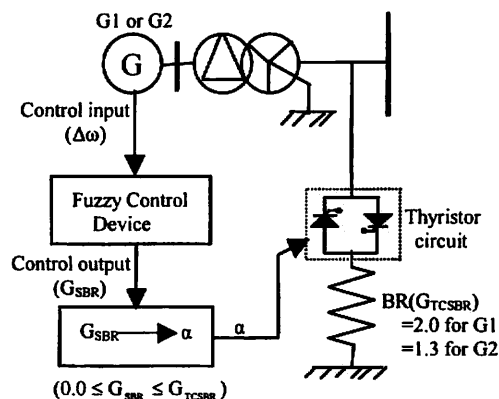 G1 or G2
G
Control input
(Δω)
Fuzzy Control
Device
Thyristor
circuit
Control output
(G_SBR)
G_SBR → α
α
BR(G_TCSBR)
=2.0 for G1
=1.3 for G2
(0.0 ≤ G_SBR ≤ G_TCSBR)